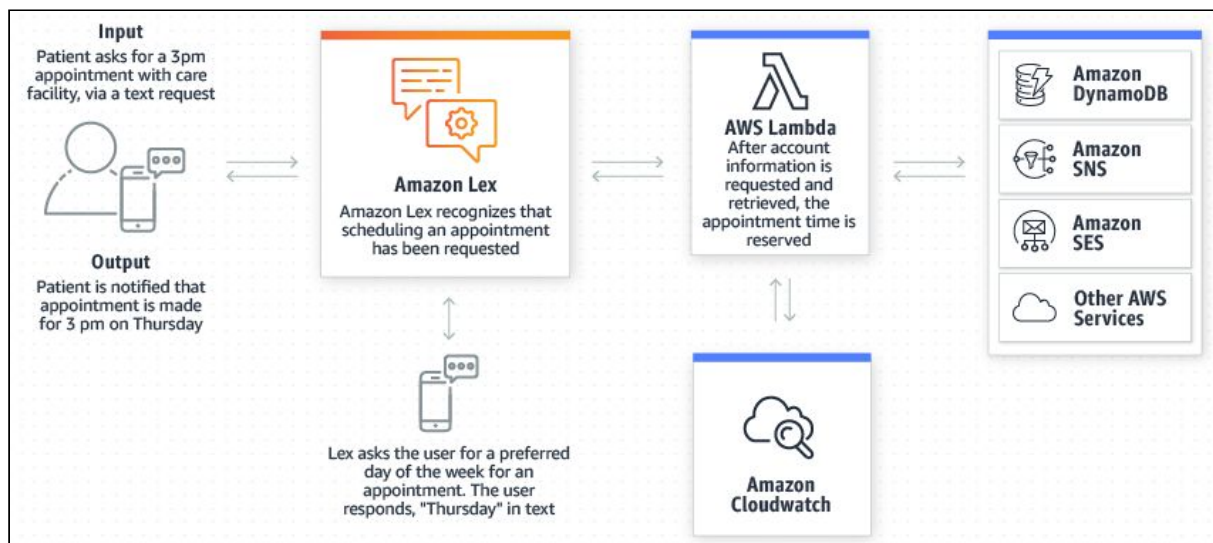 Input
Patient asks for a 3pm
appointment with care
facility, via a text request
Output
Patient is notified that
appointment is made
for 3 pm on Thursday
Amazon Lex
Amazon Lex recognizes that
scheduling an appointment
has been requested
Lex asks the user for a preferred
day of the week for an
appointment. The user
responds, "Thursday" in text
AWS Lambda
After account
information is
requested and
retrieved, the
appointment time is
reserved
Amazon
Cloudwatch
Amazon
DynamoDB
Amazon
SNS
Amazon
SES
Other AWS
Services